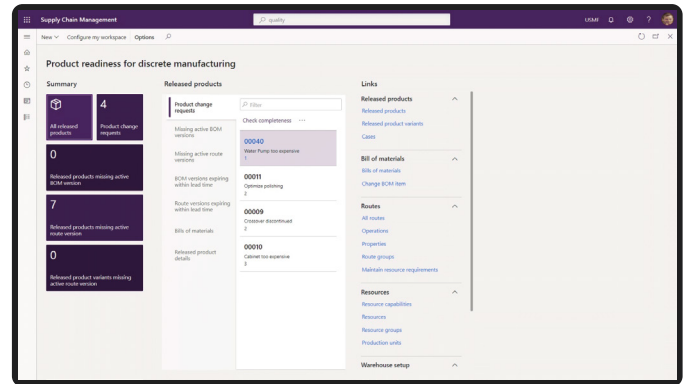 Supply Chain Management
quality
USMF
?
New
Configure my workspace
Options
Product readiness for discrete manufacturing
Summary
All released
products
4
Product change
requests
0
Released products missing active
BOM version
7
Released products missing active
route version
0
Released product variants missing
active route version
Released products
Product change
requests
Missing active BOM
versions
Missing active route
versions
BOM versions expiring
within lead time
Route versions expiring
within lead time
Bills of materials
Released product
details
Filter
Check completeness ...
00040
Water Pump too expensive
1
00011
Optimize polishing
2
00009
Crossover discontinued
2
00010
Cabinet too expensive
3
Links
Released products
Released products
Released product variants
Cases
Bill of materials
Bills of materials
Change BOM item
Routes
All routes
Operations
Properties
Route groups
Maintain resource requirements
Resources
Resource capabilities
Resources
Resource groups
Production units
Warehouse setup